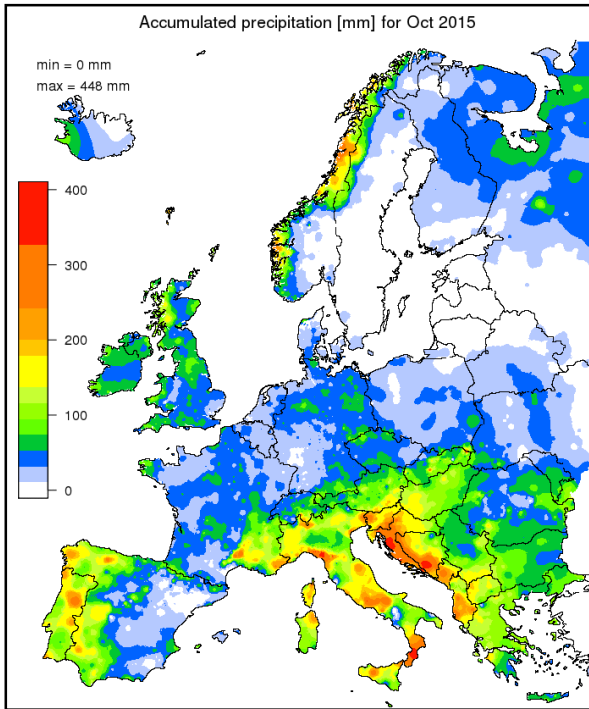 Accumulated precipitation [mm] for Oct 2015
min = 0 mm
max = 448 mm
400
300
200
100
0